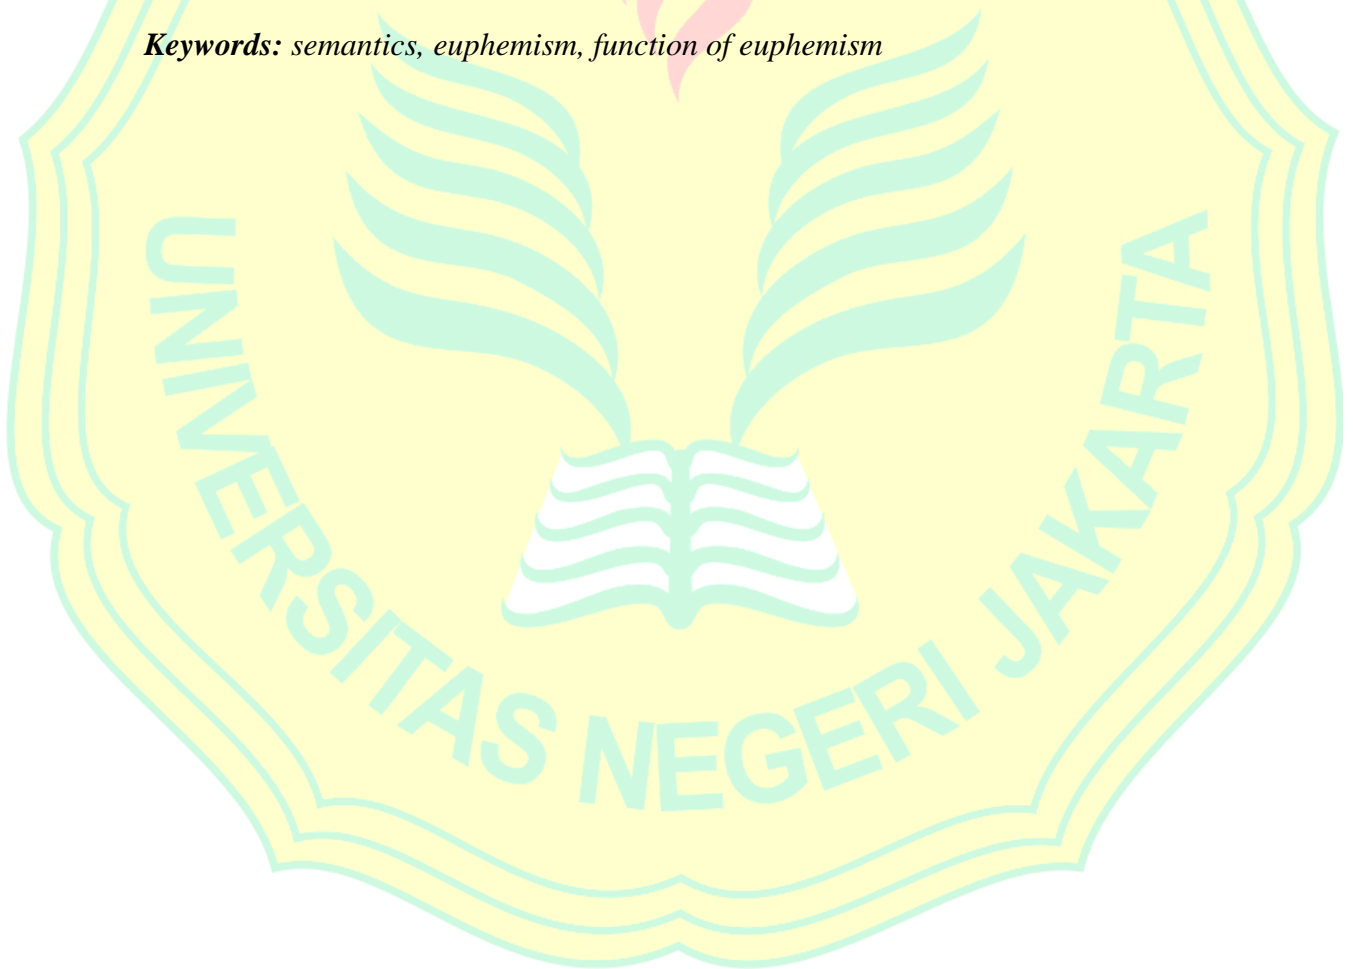 Keywords: semantics, euphemism, function of euphemism
UNIVERSITAS NEGERI JAKARTA